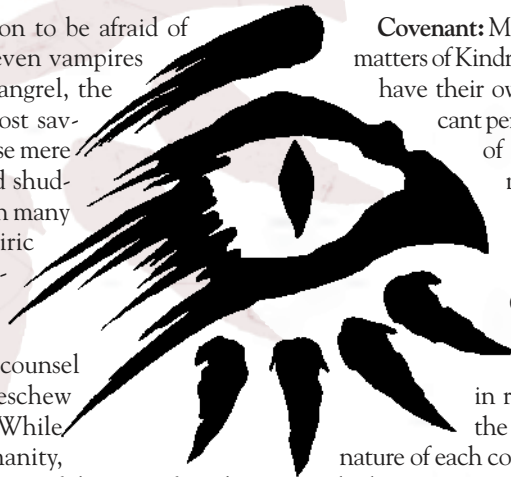 on to be afraid of
even vampires
angrel, the
ost sav-
se mere
d shud-
n many
iric
-
counsel
eschew
While
manity,
Covenant: M
matters of Kindr
have their ow
cant per
of
in r
the
nature of each co